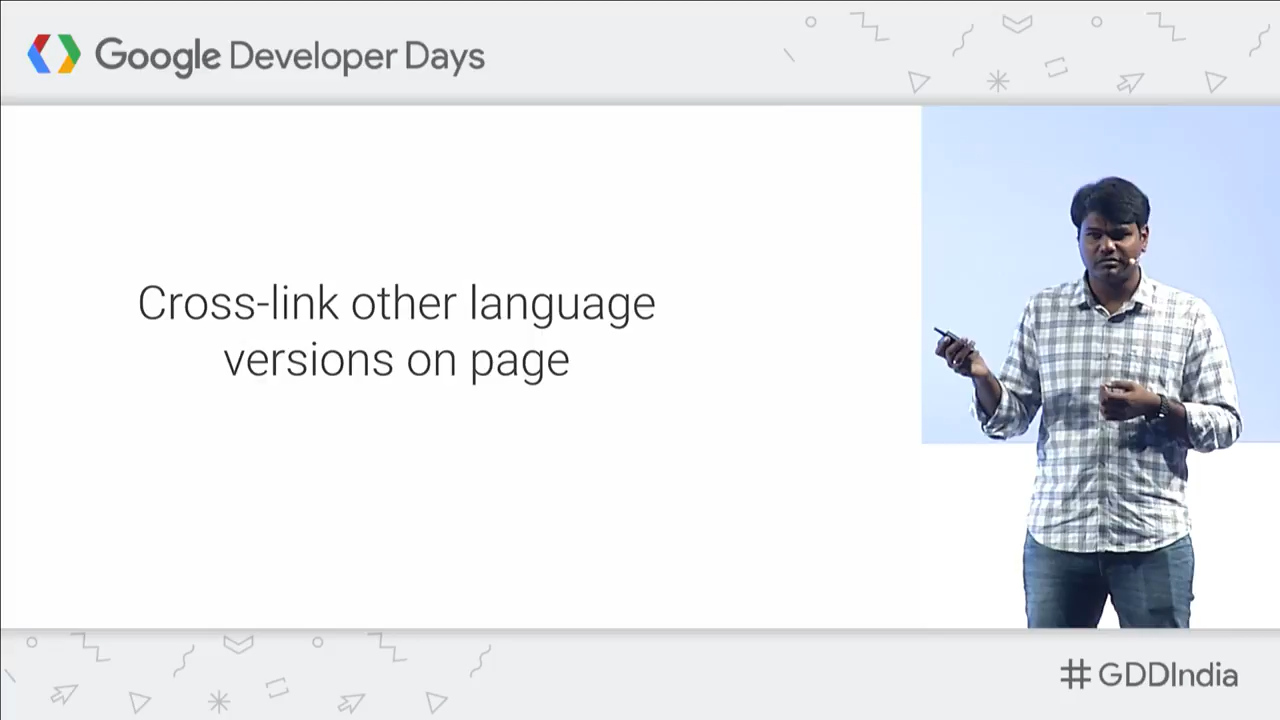 Google Developer Days
Cross-link other language
versions on page
#GDDIndia